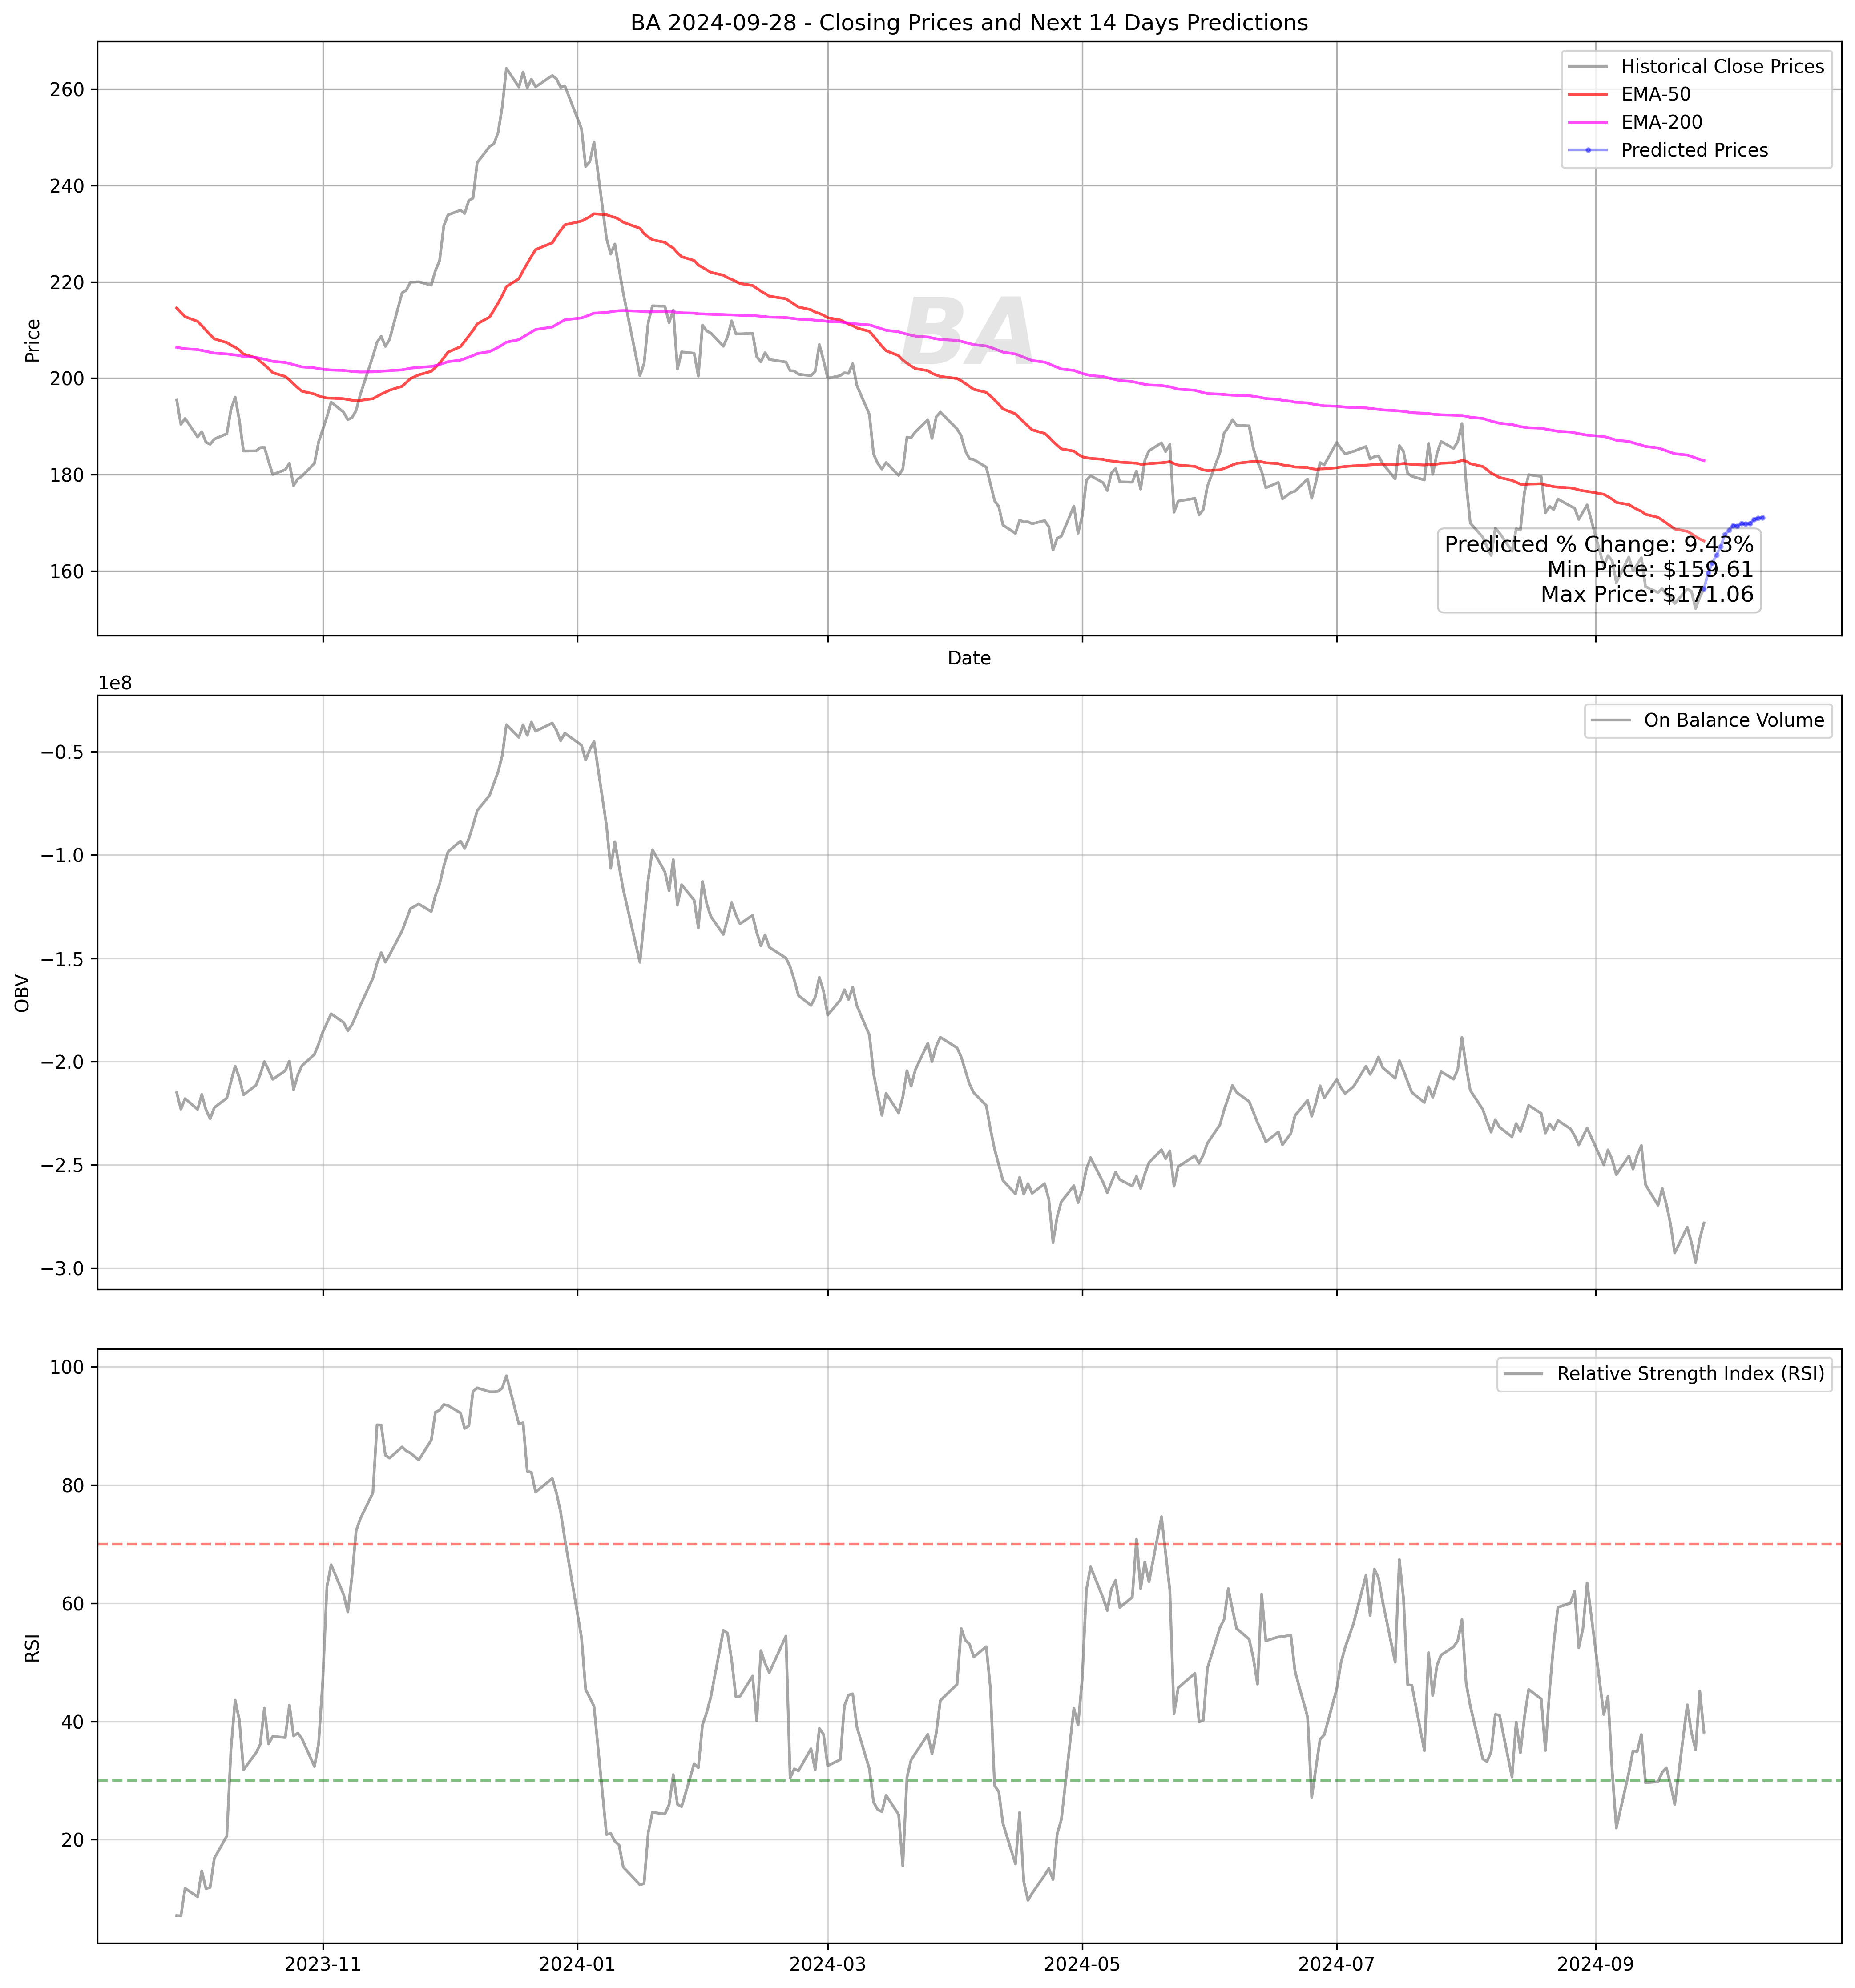 BA 2024-09-28 - Closing Prices and Next 14 Days Predictions
Historical Close Prices
EMA-50
EMA-200
Predicted Prices
260
240
220
200
180
160
Price
BA
Predicted % Change: 9.43%
Min Price: $159.61
Max Price: $171.06
Date
1e8
On Balance Volume
−0.5
−1.0
−1.5
−2.0
−2.5
−3.0
OBV
Relative Strength Index (RSI)
100
80
60
40
20
RSI
2023-11
2024-01
2024-03
2024-05
2024-07
2024-09